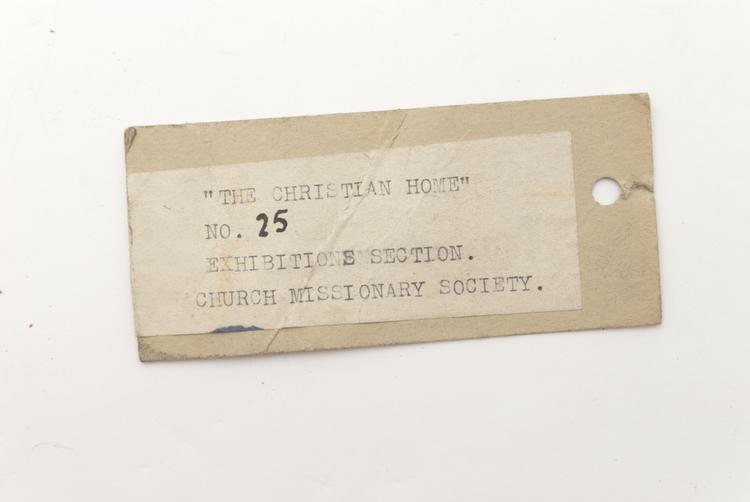 "THE CHRISTIAN HOME"
NO. 25
EXHIBITIONS SECTION.
CHURCH MISSIONARY SOCIETY.